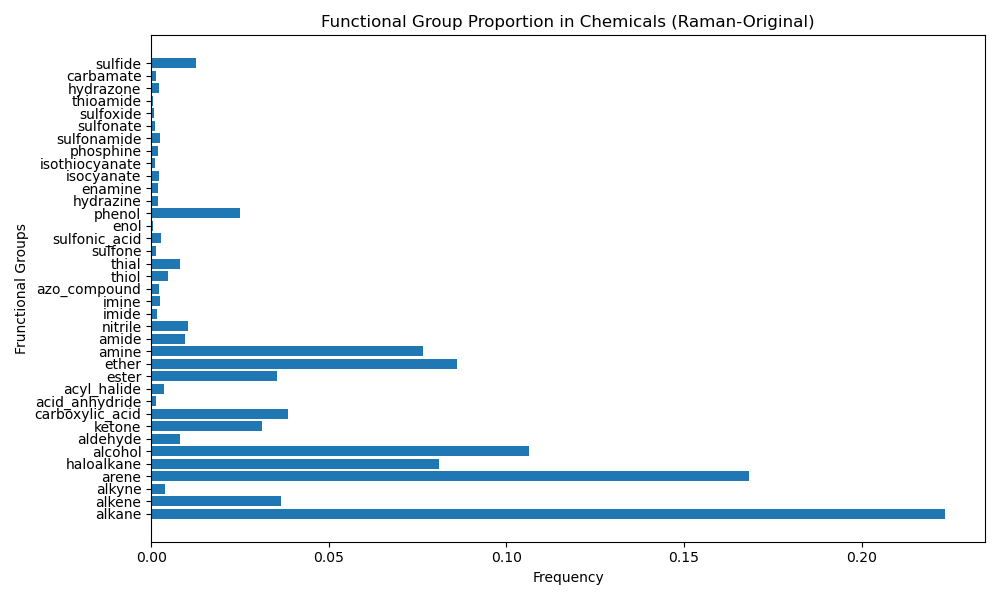 Functional Group Proportion in Chemicals (Raman-Original)
Frunctional Groups
sulfide
carbamate
hydrazone
thioamide
sulfoxide
sulfonate
sulfonamide
phosphine
isothiocyanate
isocyanate
enamine
hydrazine
phenol
enol
sulfonic_acid
sulfone
thial
thiol
azo_compound
imine
imide
nitrile
amide
amine
ether
ester
acyl_halide
acid_anhydride
carboxylic_acid
ketone
aldehyde
alcohol
haloalkane
arene
alkyne
alkene
alkane
0.00 0.05 0.10 0.15 0.20
Frequency